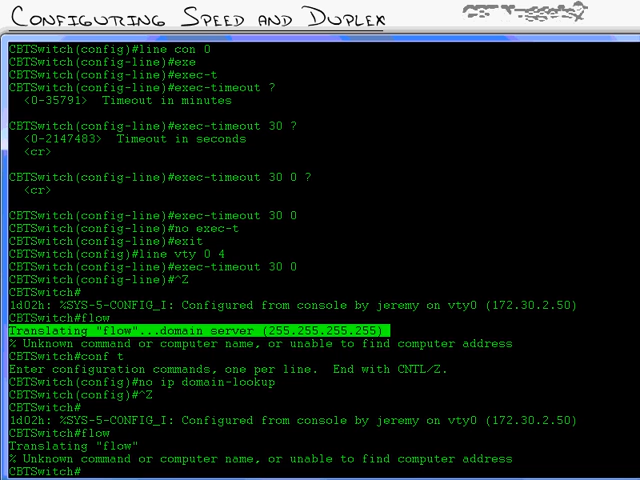 Configuring Speed and Duplex
CBTSwitch(config)#line con 0
CBTSwitch(config-line)#exe
CBTSwitch(config-line)#exec-t
CBTSwitch(config-line)#exec-timeout ?
<0-35791>  Timeout in minutes
CBTSwitch(config-line)#exec-timeout 30 ?
<0-2147483>  Timeout in seconds
<cr>
CBTSwitch(config-line)#exec-timeout 30 0 ?
<cr>
CBTSwitch(config-line)#exec-timeout 30 0
CBTSwitch(config-line)#no exec-t
CBTSwitch(config-line)#exit
CBTSwitch(config)#line vty 0 4
CBTSwitch(config-line)#exec-timeout 30 0
CBTSwitch(config-line)#^Z
CBTSwitch#
1d02h: %SYS-5-CONFIG_I: Configured from console by jeremy on vty0 (172.30.2.50)
CBTSwitch#flow
Translating "flow"...domain server (255.255.255.255)
% Unknown command or computer name, or unable to find computer address
CBTSwitch#conf t
Enter configuration commands, one per line.  End with CNTL/Z.
CBTSwitch(config)#no ip domain-lookup
CBTSwitch(config)#^Z
CBTSwitch#
1d02h: %SYS-5-CONFIG_I: Configured from console by jeremy on vty0 (172.30.2.50)
CBTSwitch#flow
Translating "flow"
% Unknown command or computer name, or unable to find computer address
CBTSwitch#